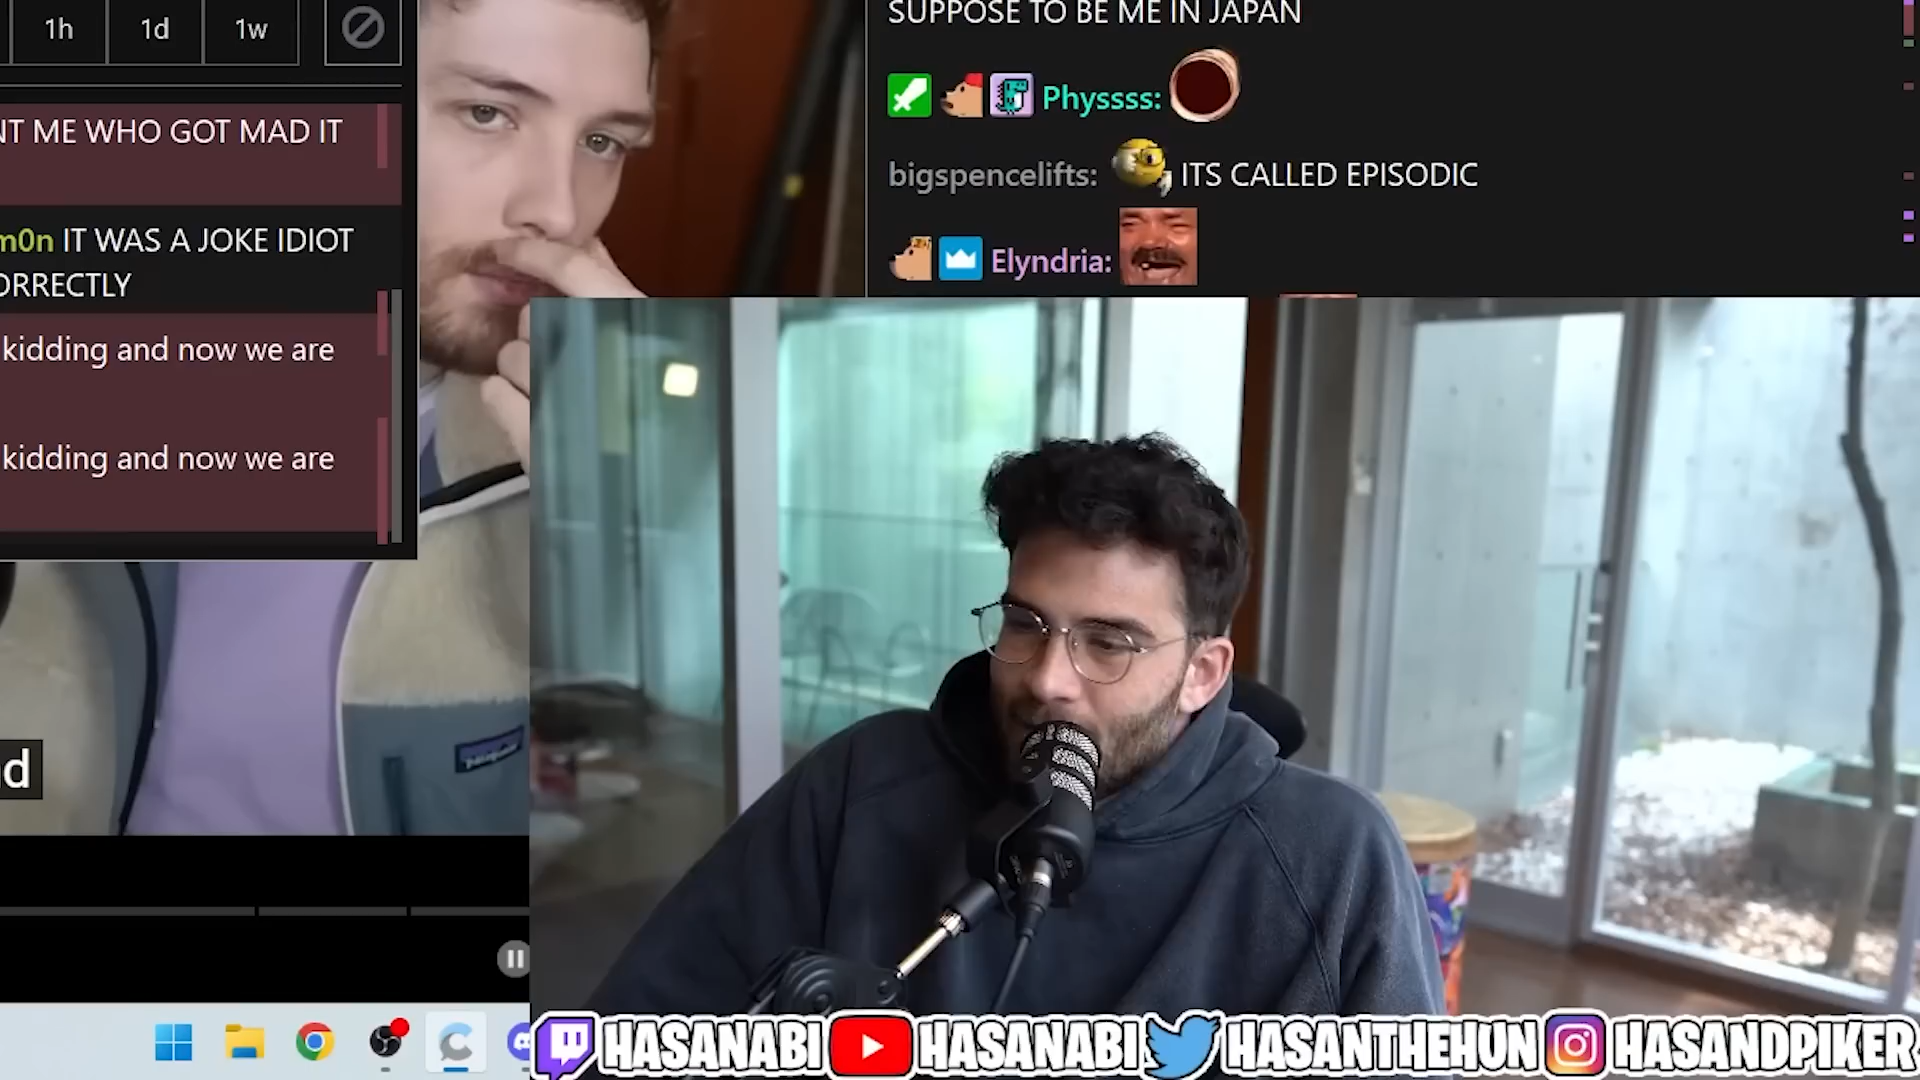 1h 1d 1w
NT ME WHO GOT MAD IT
m0n IT WAS A JOKE IDIOT
ORRECTLY
kidding and now we are
kidding and now we are
d
SUPPOSE TO BE ME IN JAPAN
Physsss:
bigspencelifts: ITS CALLED EPISODIC
Elyndria:
patagonia
HASANABI HASANABI HASANTHEHUN HASANDPIKER